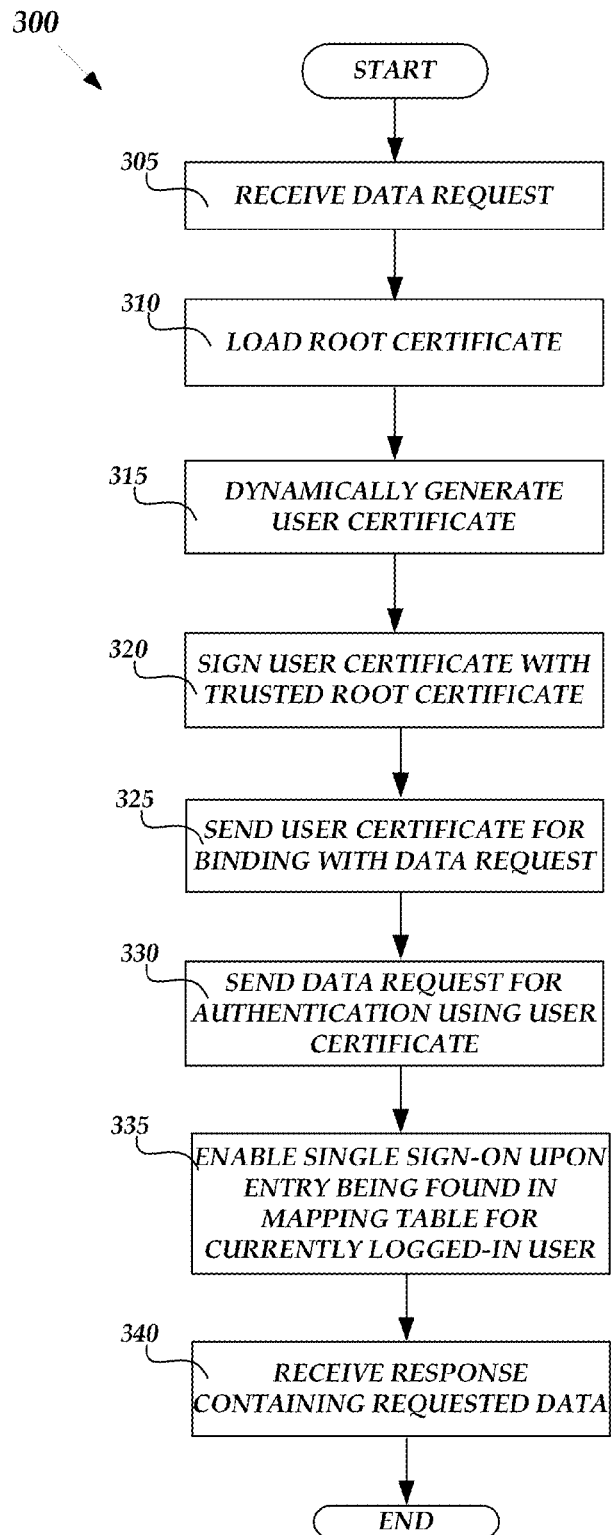 300
START
305
RECEIVE DATA REQUEST
310
LOAD ROOT CERTIFICATE
315
DYNAMICALLY GENERATE
USER CERTIFICATE
320
SIGN USER CERTIFICATE WITH
TRUSTED ROOT CERTIFICATE
325
SEND USER CERTIFICATE FOR
BINDING WITH DATA REQUEST
330
SEND DATA REQUEST FOR
AUTHENTICATION USING USER
CERTIFICATE
335
ENABLE SINGLE SIGN-ON UPON
ENTRY BEING FOUND IN
MAPPING TABLE FOR
CURRENTLY LOGGED-IN USER
340
RECEIVE RESPONSE
CONTAINING REQUESTED DATA
END